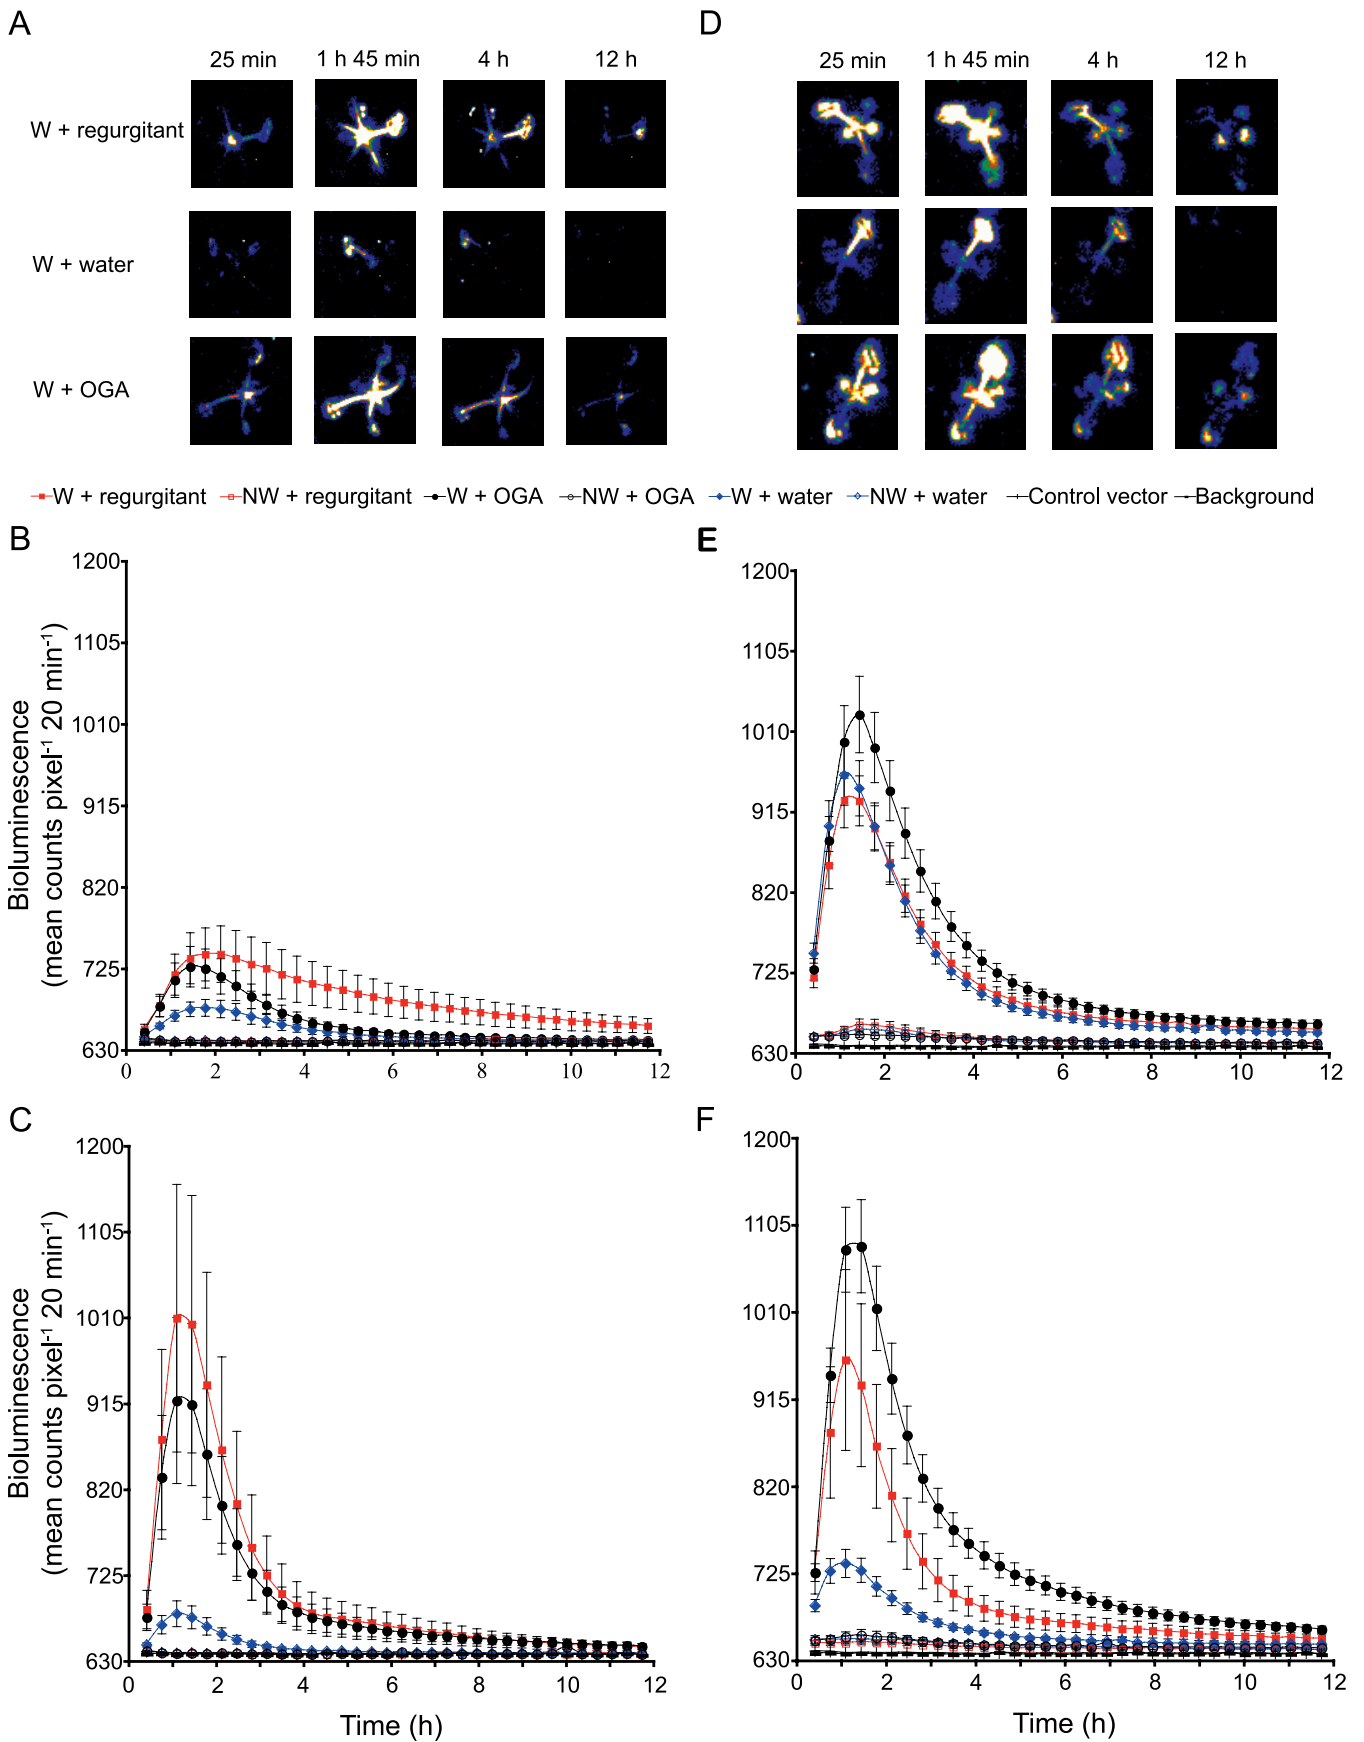 A
D
25 min 1 h 45 min 4 h 12 h
25 min 1 h 45 min 4 h 12 h
W + regurgitant
W + water
W + OGA
W + regurgitant NW + regurgitant W + OGA NW + OGA W + water NW + water Control vector Background
B
Bioluminescence
(mean counts pixel⁻¹ 20 min⁻¹)
1200
1105
1010
915
820
725
630
0 2 4 6 8 10 12
E
1200
1105
1010
915
820
725
630
0 2 4 6 8 10 12
C
Bioluminescence
(mean counts pixel⁻¹ 20 min⁻¹)
1200
1105
1010
915
820
725
630
0 2 4 6 8 10 12
Time (h)
F
1200
1105
1010
915
820
725
630
0 2 4 6 8 10 12
Time (h)